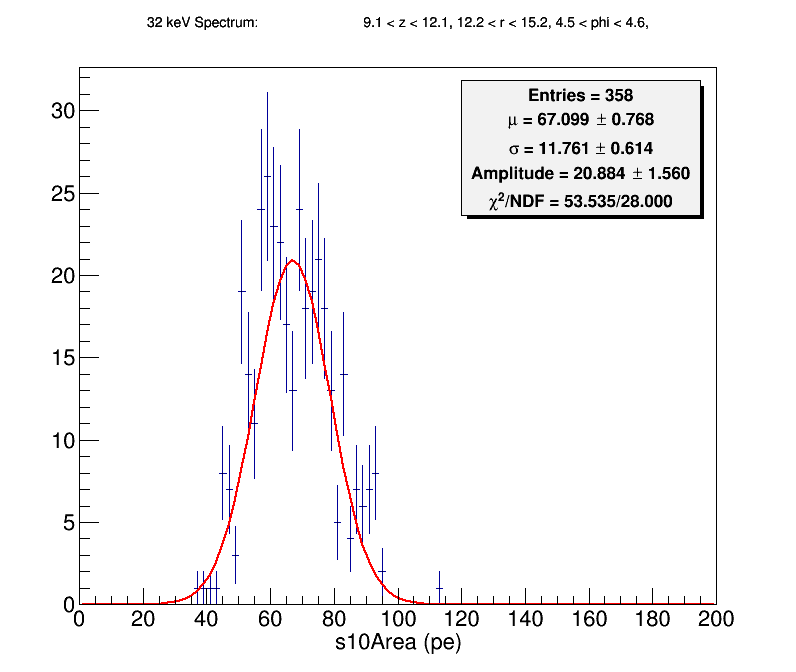 32 keV Spectrum: 9.1 < z < 12.1, 12.2 < r < 15.2, 4.5 < phi < 4.6,
Entries = 358
μ = 67.099 ± 0.768
σ = 11.761 ± 0.614
Amplitude = 20.884 ± 1.560
χ²/NDF = 53.535/28.000
30
25
20
15
10
5
0
0 20 40 60 80 100 120 140 160 180 200
s10Area (pe)